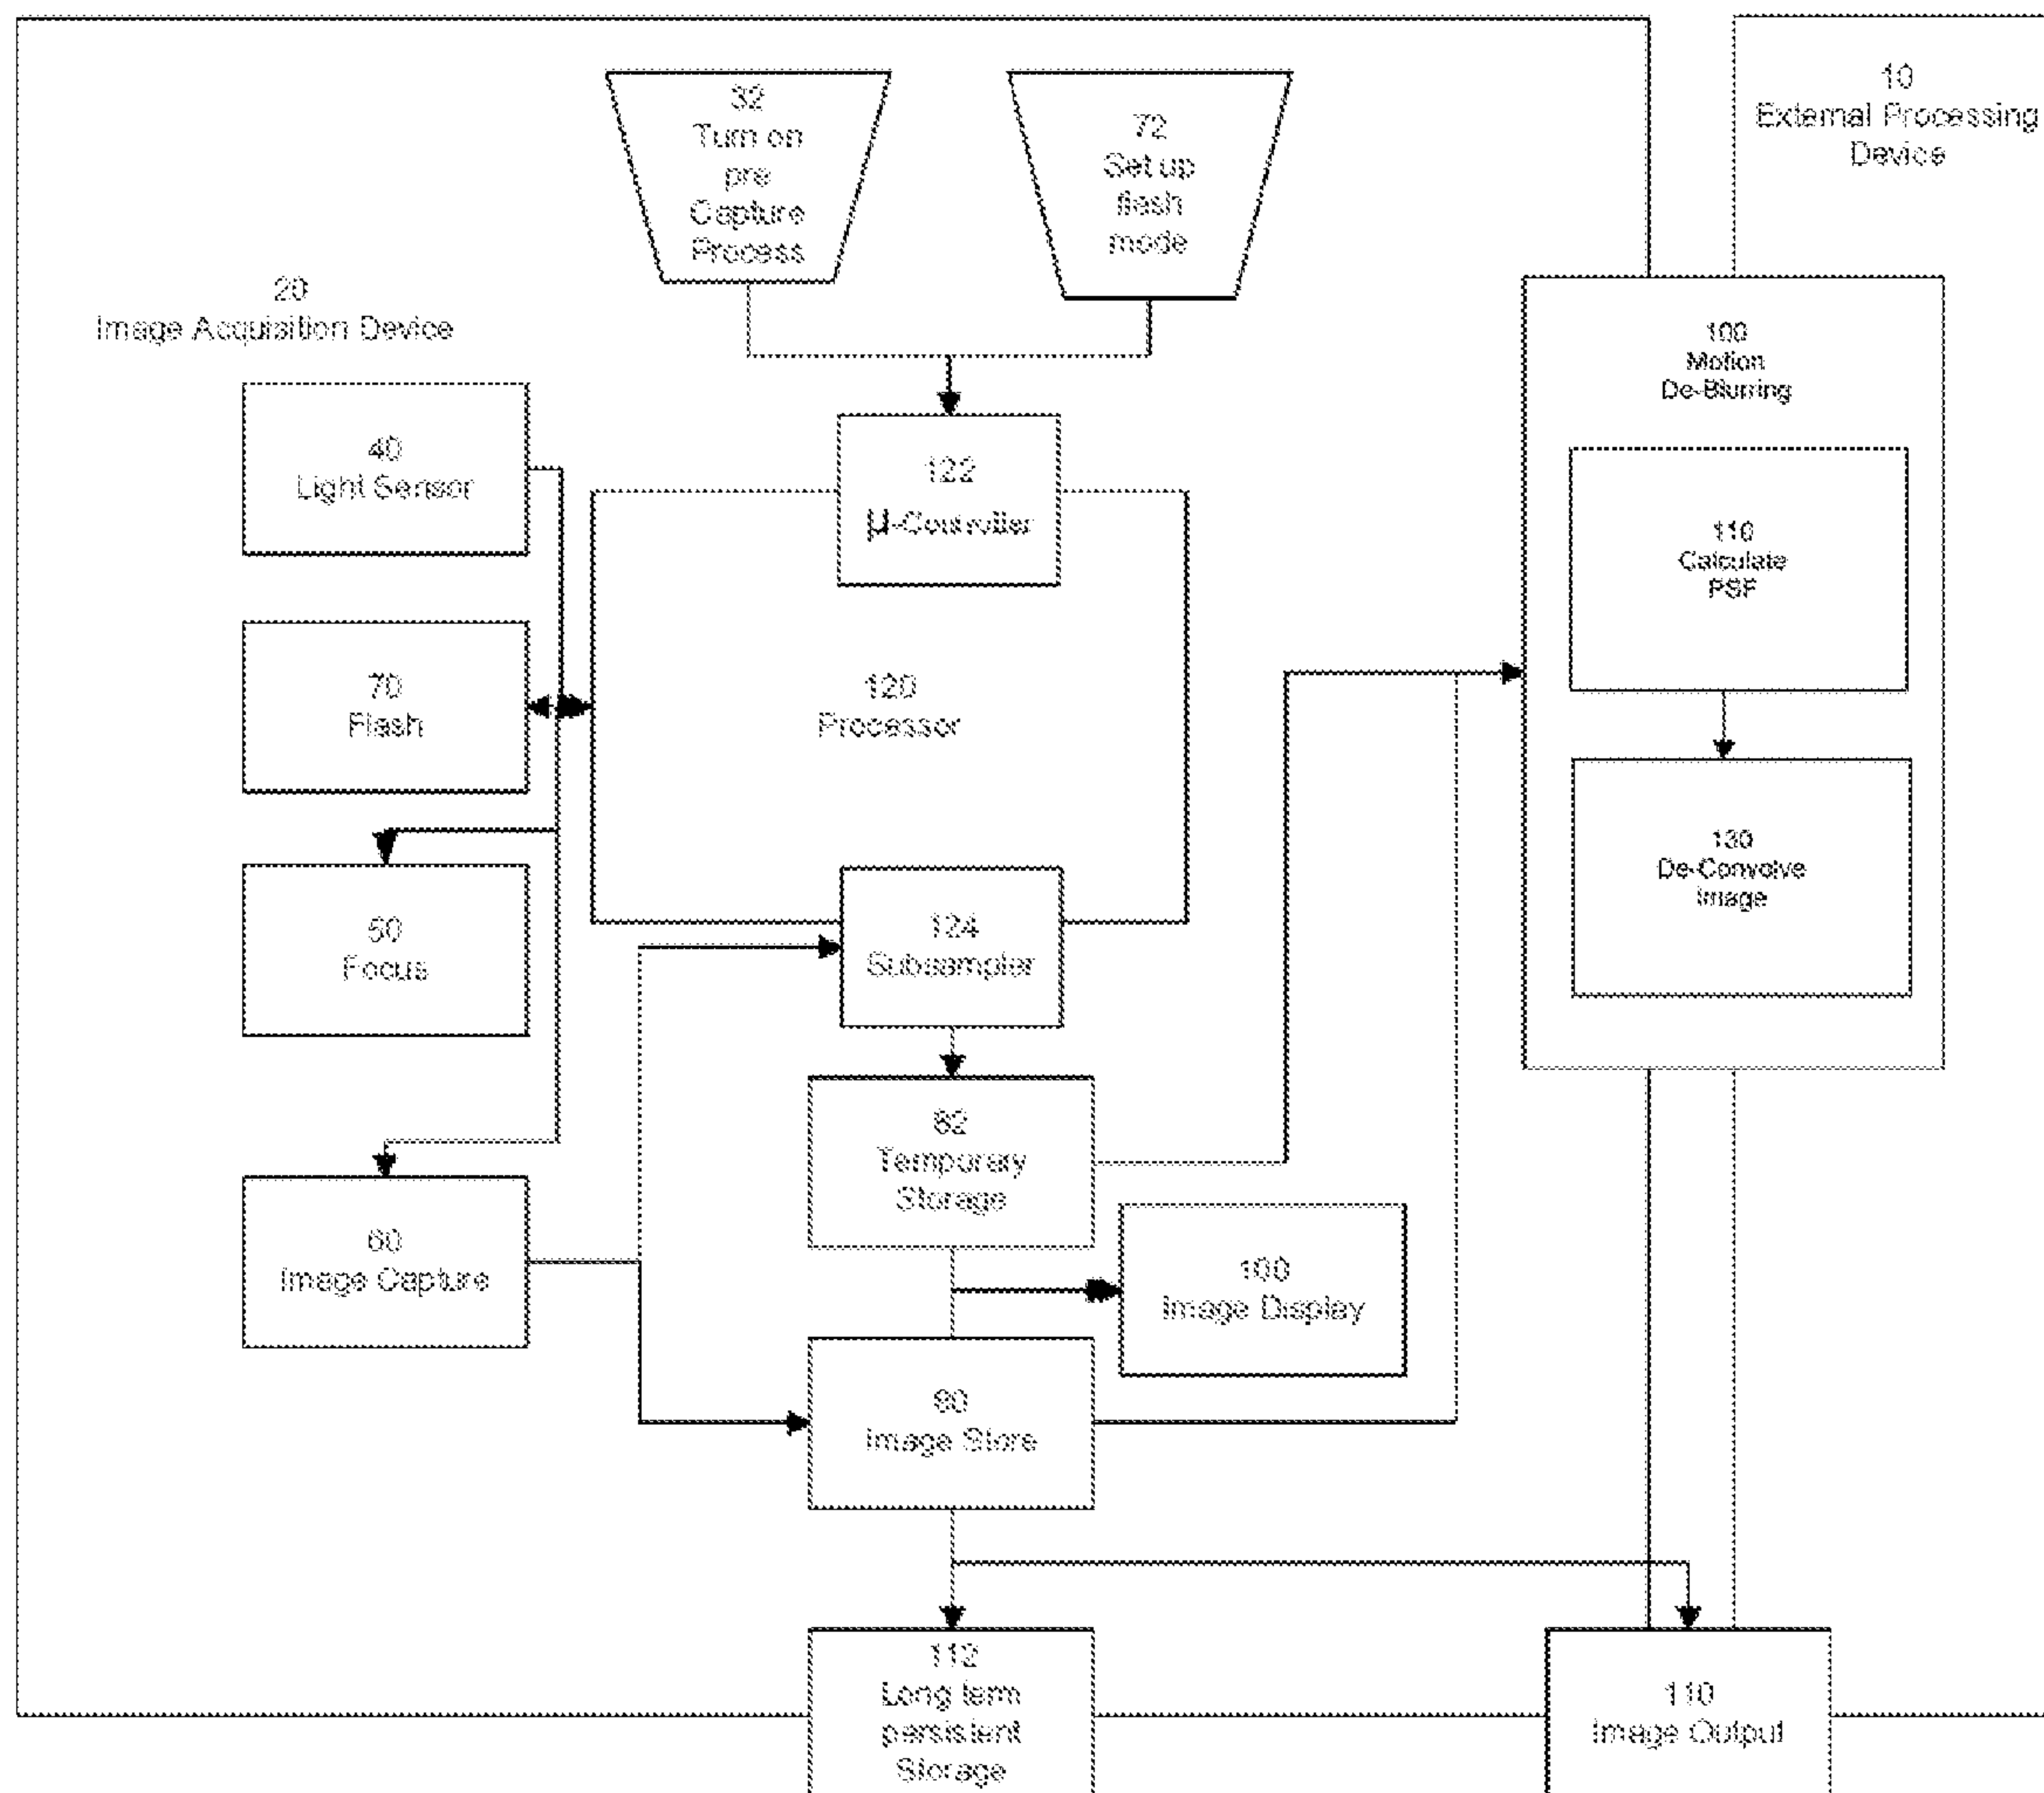 10
External Processing
Device
32
Turn on
pre
Capture
Process
72
Set up
flash
mode
20
Image Acquisition Device
100
Motion
De-Blurring
40
Light Sensor
122
μ-Controller
110
Calculate
PSF
70
Flash
120
Processor
130
De-Convolve
Image
50
Focus
124
Subsampler
82
Temporary
Storage
60
Image Capture
100
Image Display
80
Image Store
112
Long term
persistent
Storage
110
Image Output